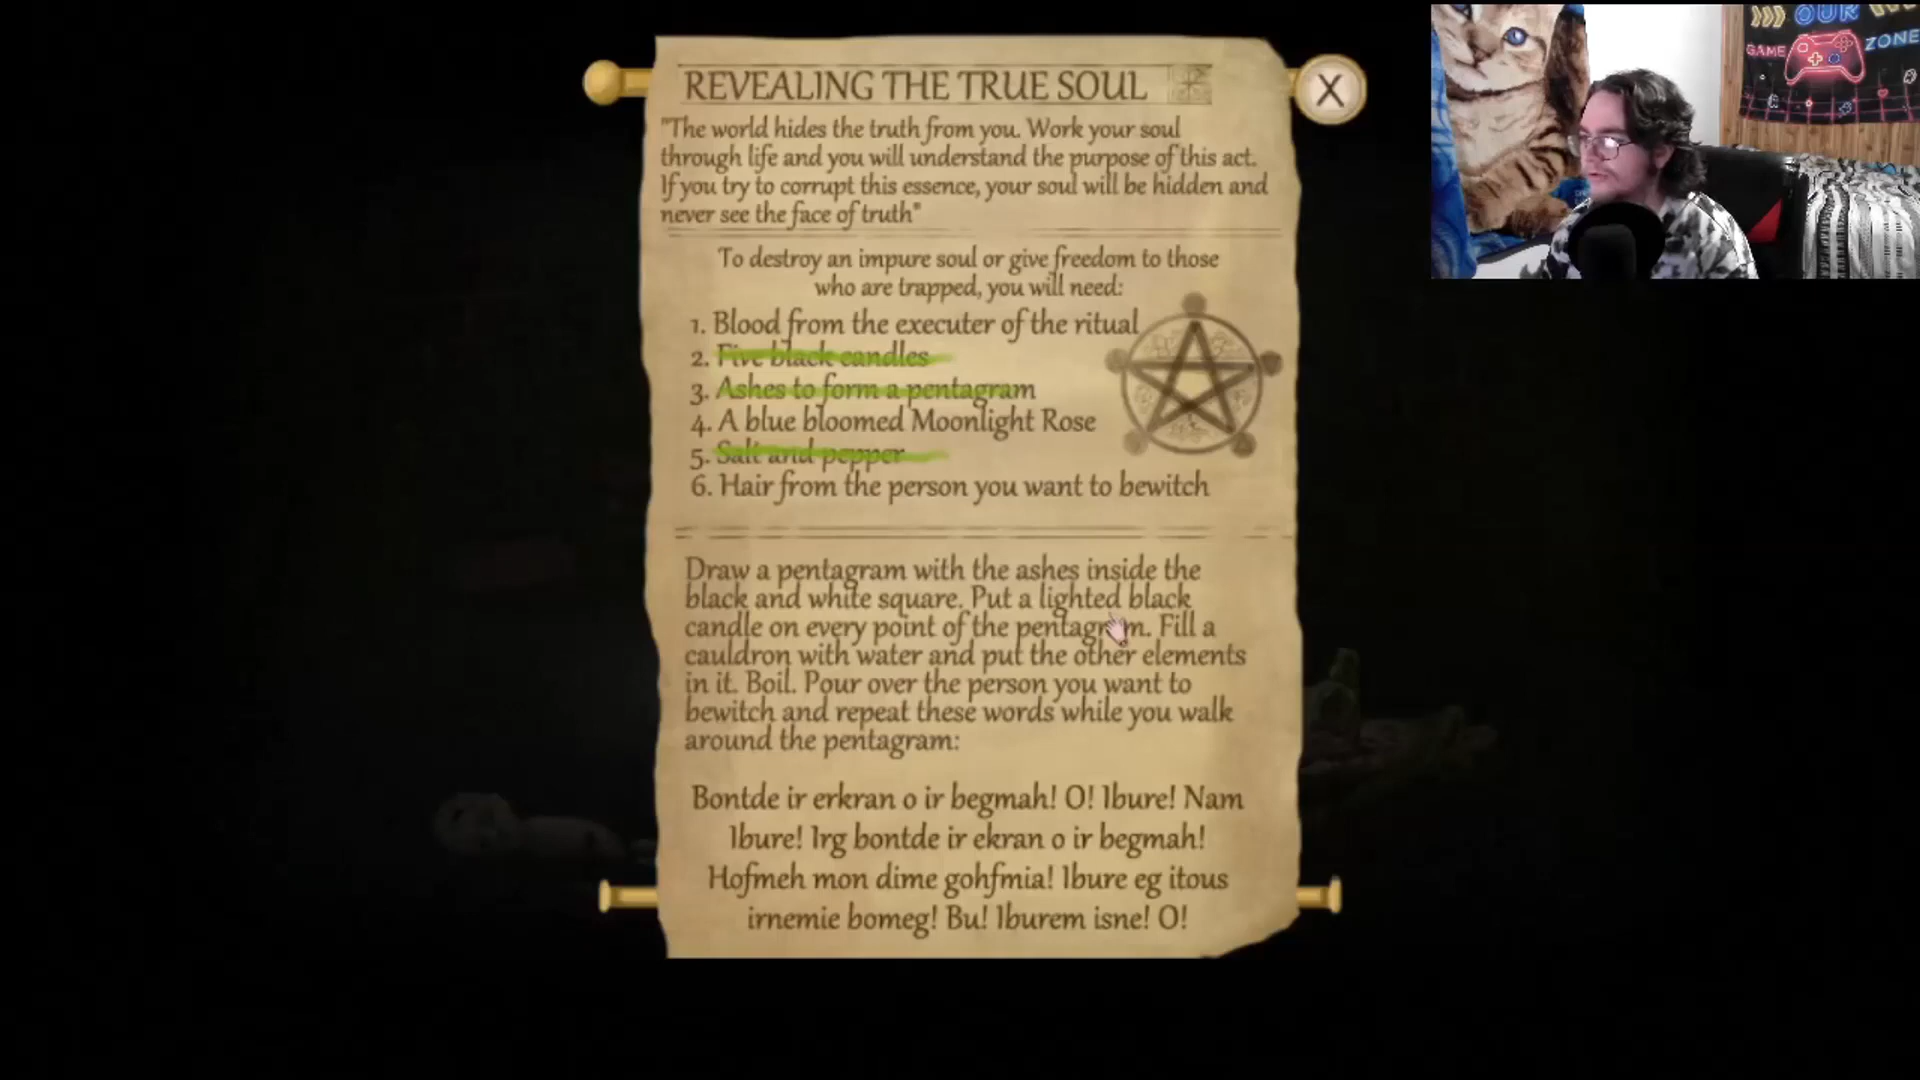 REVEALING THE TRUE SOUL
X
"The world hides the truth from you. Work your soul
through life and you will understand the purpose of this act.
If you try to corrupt this essence, your soul will be hidden and
never see the face of truth"
To destroy an impure soul or give freedom to those
who are trapped, you will need:
1. Blood from the executer of the ritual
2. Five black candles
3. Ashes to form a pentagram
4. A blue bloomed Moonlight Rose
5. Salt and pepper
6. Hair from the person you want to bewitch
Draw a pentagram with the ashes inside the
black and white square. Put a lighted black
candle on every point of the pentagram. Fill a
cauldron with water and put the other elements
in it. Boil. Pour over the person you want to
bewitch and repeat these words while you walk
around the pentagram:
Bontde ir erkran o ir begmah! O! Ibure! Nam
Ibure! Irg bontde ir ekran o ir begmah!
Hofmeh mon dime gohfmia! Ibure eg itous
irnemie bomeg! Bu! Iburem isne! O!
OUR
GAME
ZONE